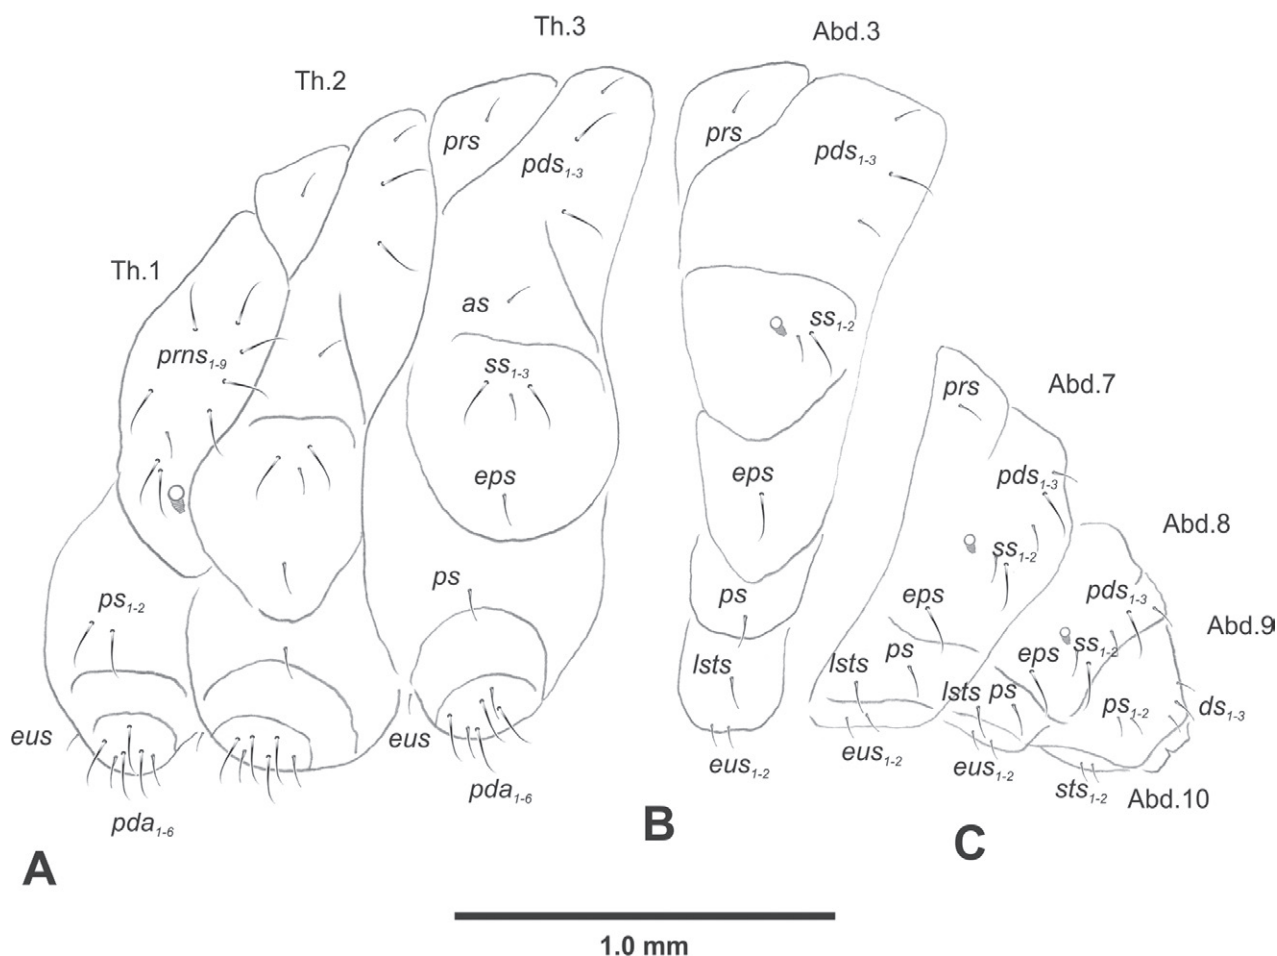 Th.3
Abd.3
Th.2
prs
prs
pds1-3
pds1-3
Th.1
as
ss1-2
prns1-9
ss1-3
prs
Abd.7
eps
eps
pds1-3
Abd.8
ss1-2
ps
ps
eps
pds1-3
ps1-2
Abd.9
lsts
lsts
ps
eps
ss1-2
lsts
ps
ps1-2
ds1-3
eus
eus
eus1-2
eus1-2
eus1-2
pda1-6
sts1-2
Abd.10
pda1-6
A
B
C
1.0 mm